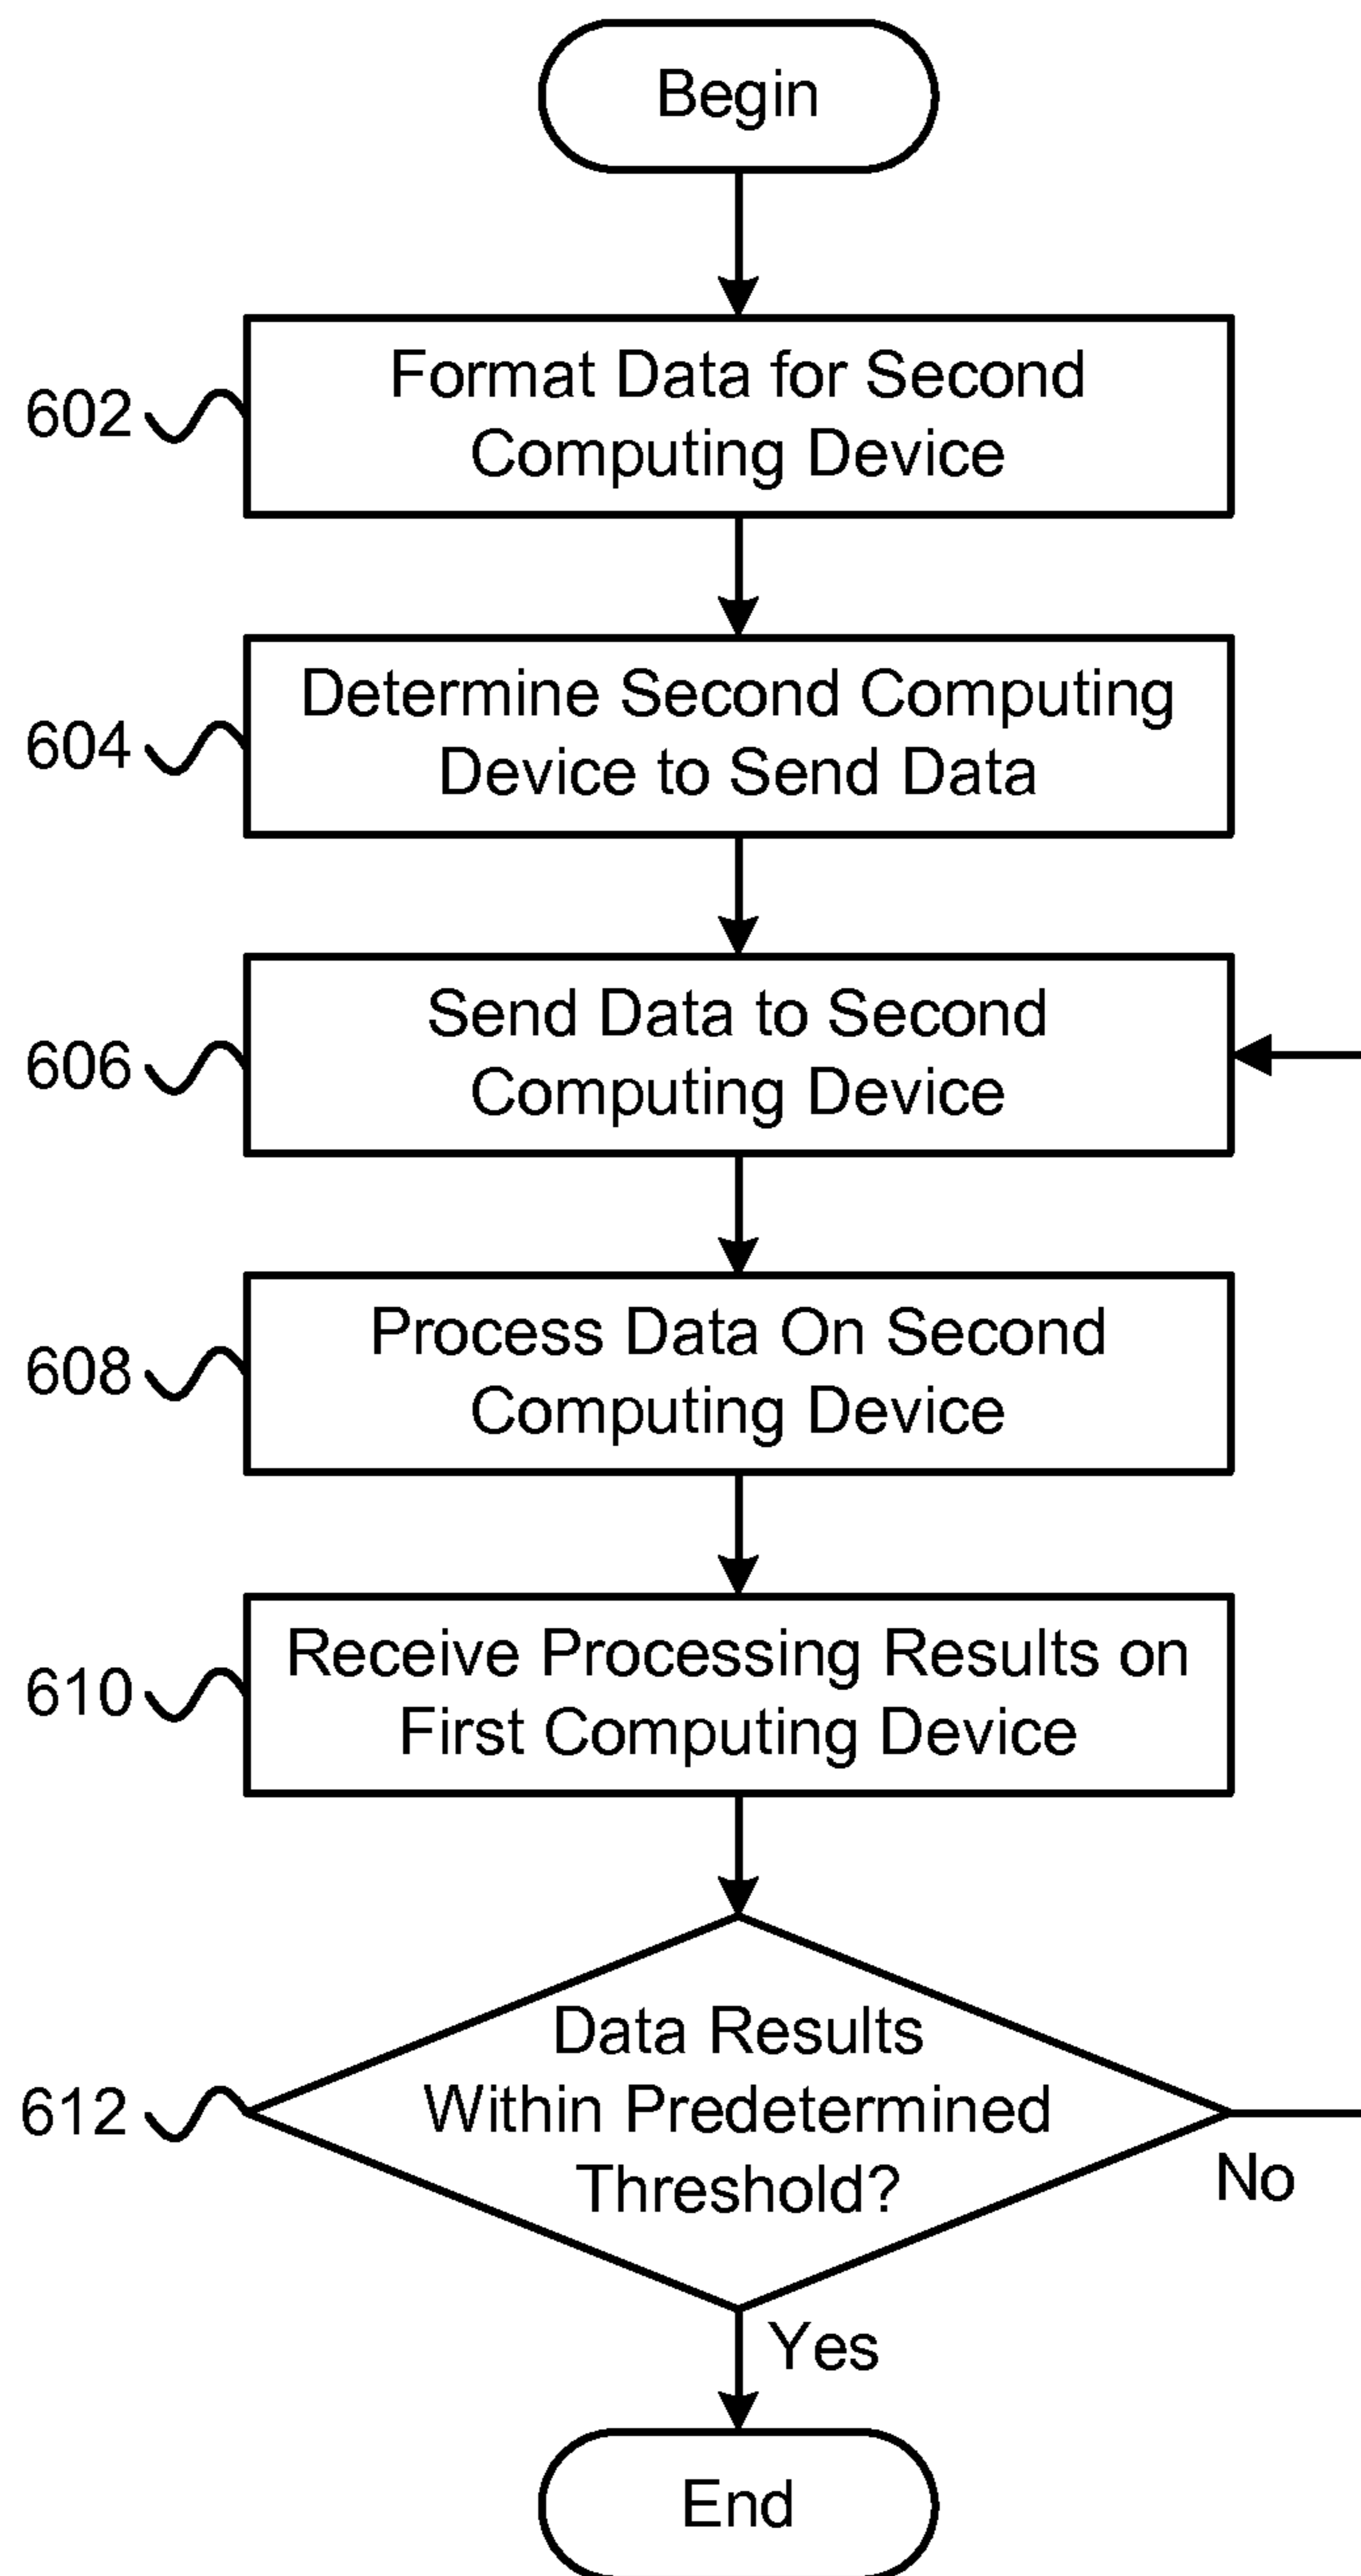 Begin
602
Format Data for Second
Computing Device
604
Determine Second Computing
Device to Send Data
606
Send Data to Second
Computing Device
608
Process Data On Second
Computing Device
610
Receive Processing Results on
First Computing Device
612
Data Results
Within Predetermined
Threshold?
No
Yes
End